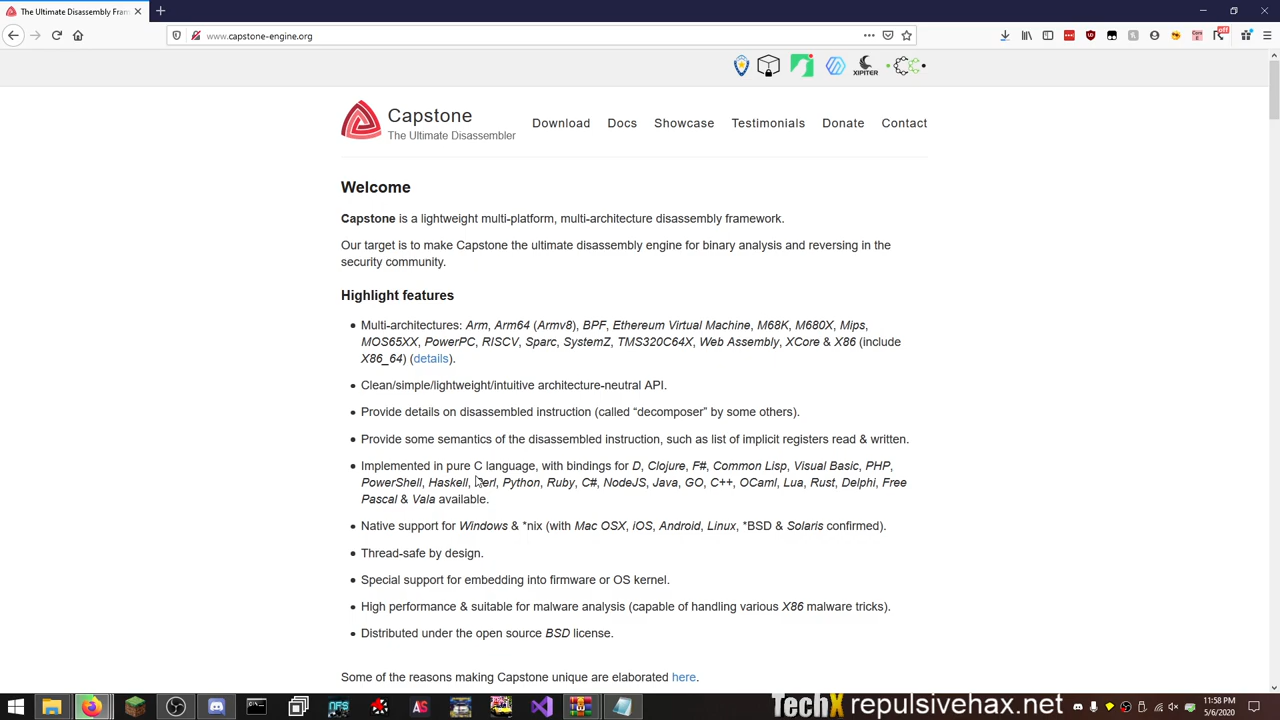 The Ultimate Disassembly Fram
www.capstone-engine.org
off
XIPITER
Capstone
The Ultimate Disassembler
Download Docs Showcase Testimonials Donate Contact
Welcome
Capstone is a lightweight multi-platform, multi-architecture disassembly framework.
Our target is to make Capstone the ultimate disassembly engine for binary analysis and reversing in the
security community.
Highlight features
• Multi-architectures: Arm, Arm64 (Armv8), BPF, Ethereum Virtual Machine, M68K, M680X, Mips,
MOS65XX, PowerPC, RISCV, Sparc, SystemZ, TMS320C64X, Web Assembly, XCore & X86 (include
X86_64) (details).
• Clean/simple/lightweight/intuitive architecture-neutral API.
• Provide details on disassembled instruction (called “decomposer” by some others).
• Provide some semantics of the disassembled instruction, such as list of implicit registers read & written.
• Implemented in pure C language, with bindings for D, Clojure, F#, Common Lisp, Visual Basic, PHP,
PowerShell, Haskell, Perl, Python, Ruby, C#, NodeJS, Java, GO, C++, OCaml, Lua, Rust, Delphi, Free
Pascal & Vala available.
• Native support for Windows & *nix (with Mac OSX, iOS, Android, Linux, *BSD & Solaris confirmed).
• Thread-safe by design.
• Special support for embedding into firmware or OS kernel.
• High performance & suitable for malware analysis (capable of handling various X86 malware tricks).
• Distributed under the open source BSD license.
Some of the reasons making Capstone unique are elaborated here.
AS
TechX repulsivehax.net
11:58 PM
5/6/2020